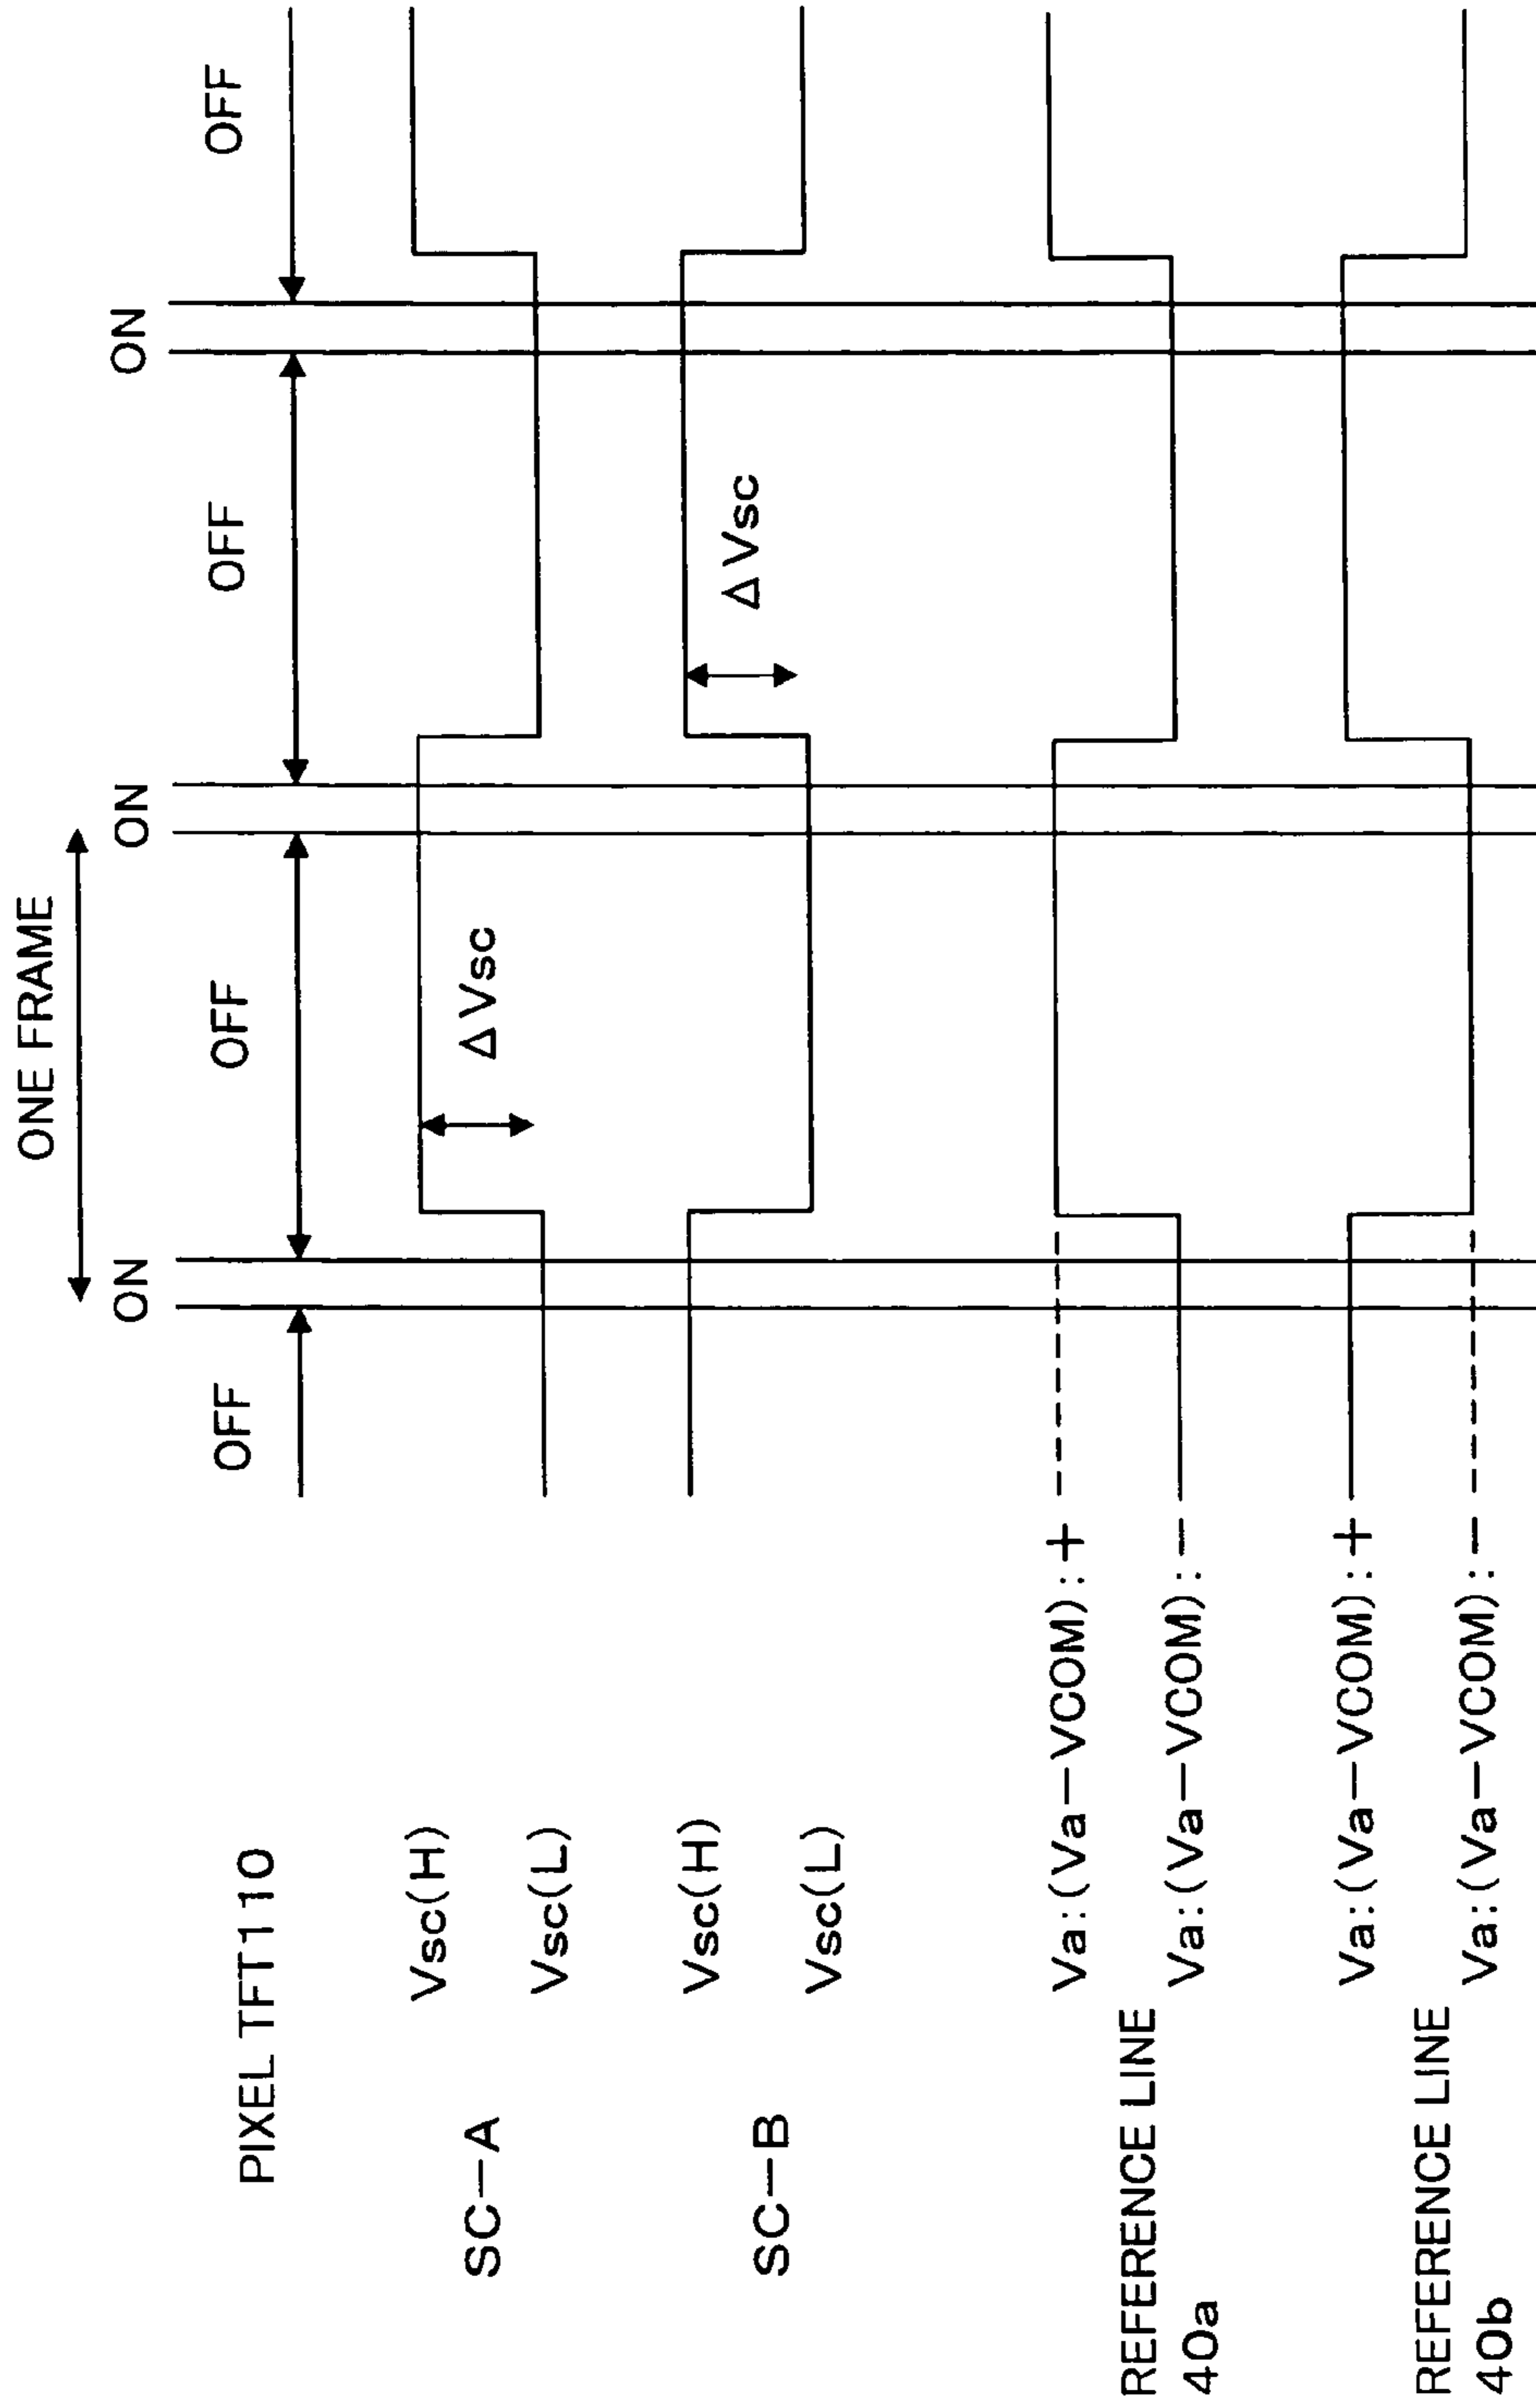 ONE FRAME
ON
ON
ON
PIXEL TFT110
OFF
OFF
OFF
OFF
SC-A
Vsc(H)
Vsc(L)
ΔVsc
SC-B
Vsc(H)
Vsc(L)
ΔVsc
REFERENCE LINE
40a
Va:(Va-VCOM):+
Va:(Va-VCOM):-
REFERENCE LINE
40b
Va:(Va-VCOM):+
Va:(Va-VCOM):-